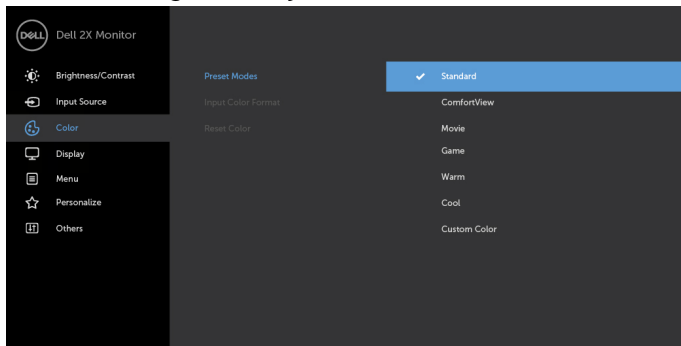 DELL
Dell 2X Monitor
Brightness/Contrast
Input Source
Color
Display
Menu
Personalize
Others
Preset Modes
Input Color Format
Reset Color
Standard
ComfortView
Movie
Game
Warm
Cool
Custom Color